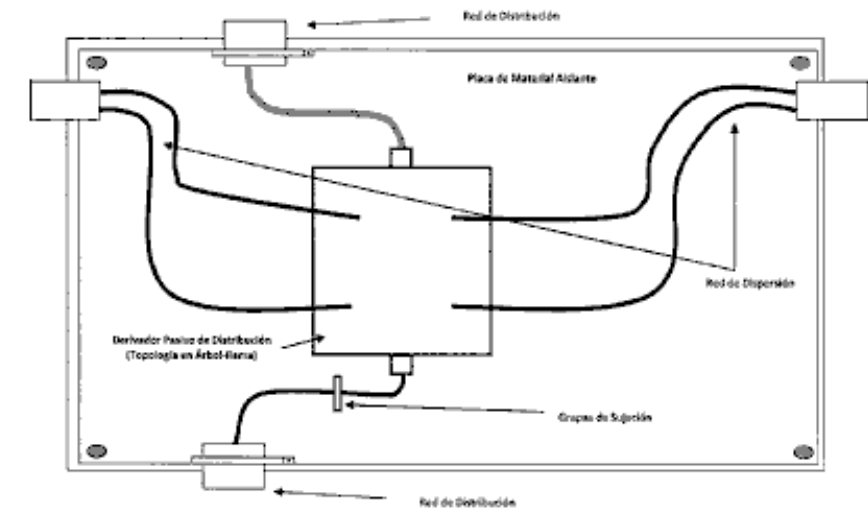 Red de Distribución
Placa de Material Aislante
Red de Dispersión
Derivador Pasivo de Distribución
(Topología en Árbol-Rama)
Grapas de Sujeción
Red de Distribución